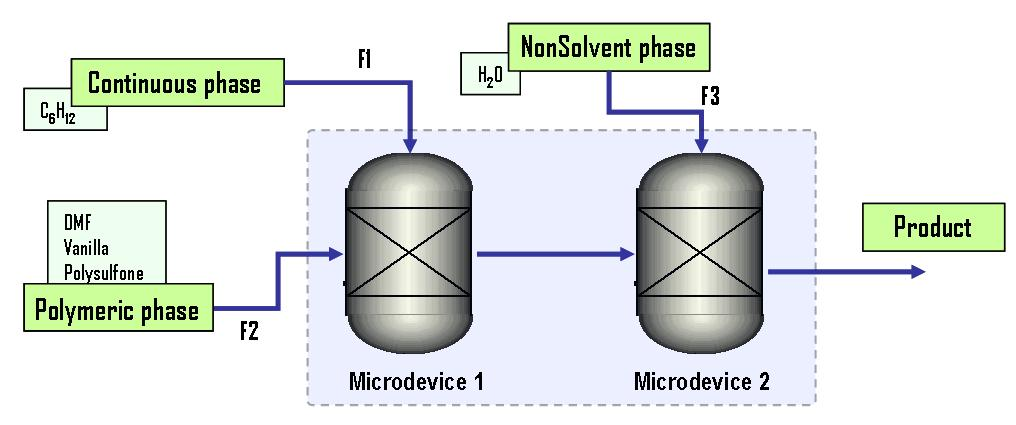 F1
NonSolvent phase
H₂O
Continuous phase
C₆H₁₂
F3
DMF
Vanilla
Polysulfone
Polymeric phase
F2
Product
Microdevice 1
Microdevice 2